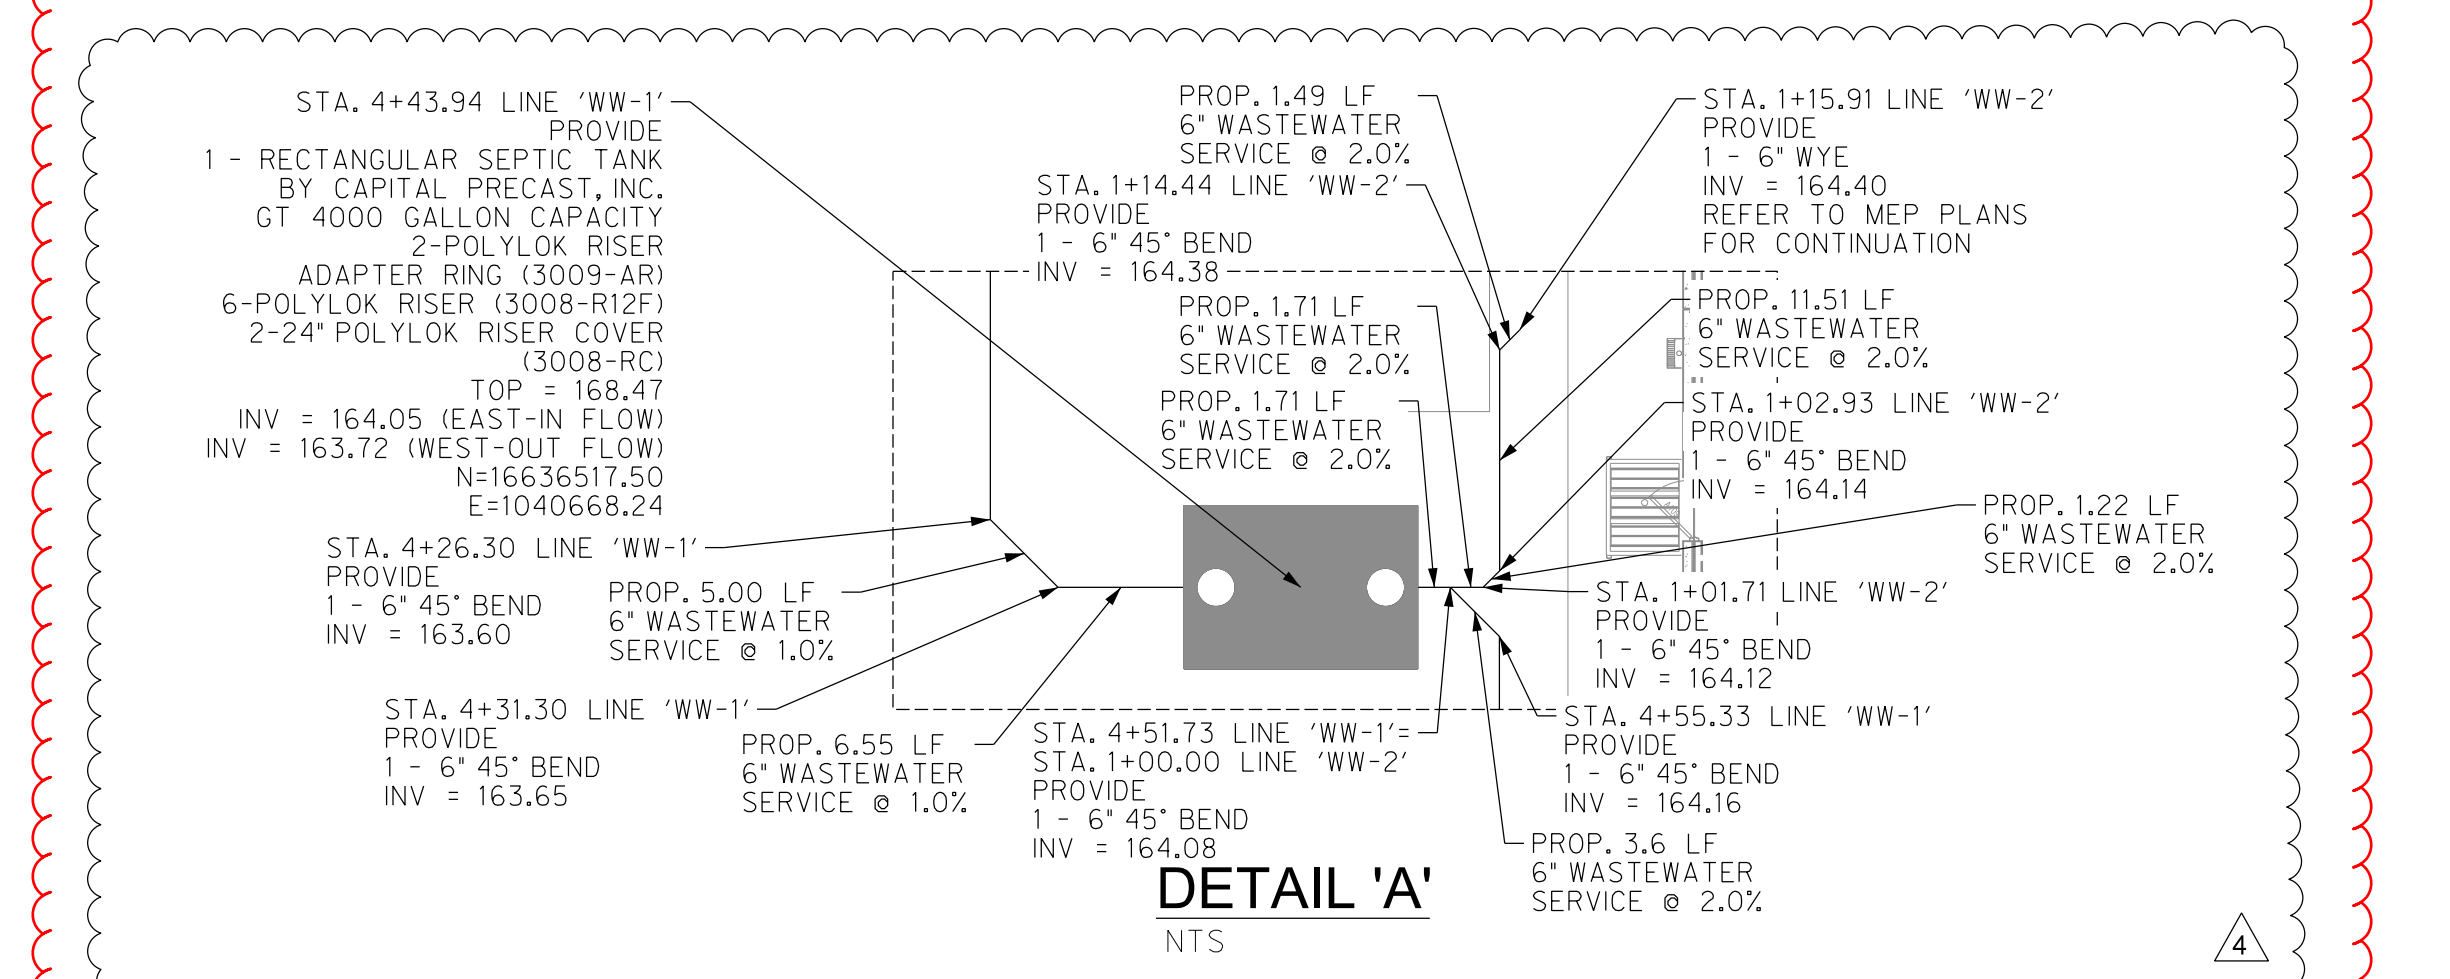 STA. 4+43.94 LINE 'WW-1'
PROVIDE
1 - RECTANGULAR SEPTIC TANK
BY CAPITAL PRECAST, INC.
GT 4000 GALLON CAPACITY
2-POLYLOK RISER
ADAPTER RING (3009-AR)
6-POLYLOK RISER (3008-R12F)
2-24" POLYLOK RISER COVER
(3008-RC)
TOP = 168.47
INV = 164.05 (EAST-IN FLOW)
INV = 163.72 (WEST-OUT FLOW)
N=16636517.50
E=1040668.24
STA. 4+26.30 LINE 'WW-1'
PROVIDE
1 - 6" 45° BEND
INV = 163.60
PROP. 5.00 LF
6" WASTEWATER
SERVICE @ 1.0%
STA. 4+31.30 LINE 'WW-1'
PROVIDE
1 - 6" 45° BEND
INV = 163.65
PROP. 6.55 LF
6" WASTEWATER
SERVICE @ 1.0%
PROP. 1.49 LF
6" WASTEWATER
SERVICE @ 2.0%
STA. 1+14.44 LINE 'WW-2'
PROVIDE
1 - 6" 45° BEND
INV = 164.38
PROP. 1.71 LF
6" WASTEWATER
SERVICE @ 2.0%
PROP. 1.71 LF
6" WASTEWATER
SERVICE @ 2.0%
STA. 1+15.91 LINE 'WW-2'
PROVIDE
1 - 6" WYE
INV = 164.40
REFER TO MEP PLANS
FOR CONTINUATION
PROP. 11.51 LF
6" WASTEWATER
SERVICE @ 2.0%
STA. 1+02.93 LINE 'WW-2'
PROVIDE
1 - 6" 45° BEND
INV = 164.14
PROP. 1.22 LF
6" WASTEWATER
SERVICE @ 2.0%
STA. 1+01.71 LINE 'WW-2'
PROVIDE
1 - 6" 45° BEND
INV = 164.12
STA. 4+55.33 LINE 'WW-1'
PROVIDE
1 - 6" 45° BEND
INV = 164.16
PROP. 3.6 LF
6" WASTEWATER
SERVICE @ 2.0%
STA. 4+51.73 LINE 'WW-1'=
STA. 1+00.00 LINE 'WW-2'
PROVIDE
1 - 6" 45° BEND
INV = 164.08
DETAIL 'A'
NTS
4